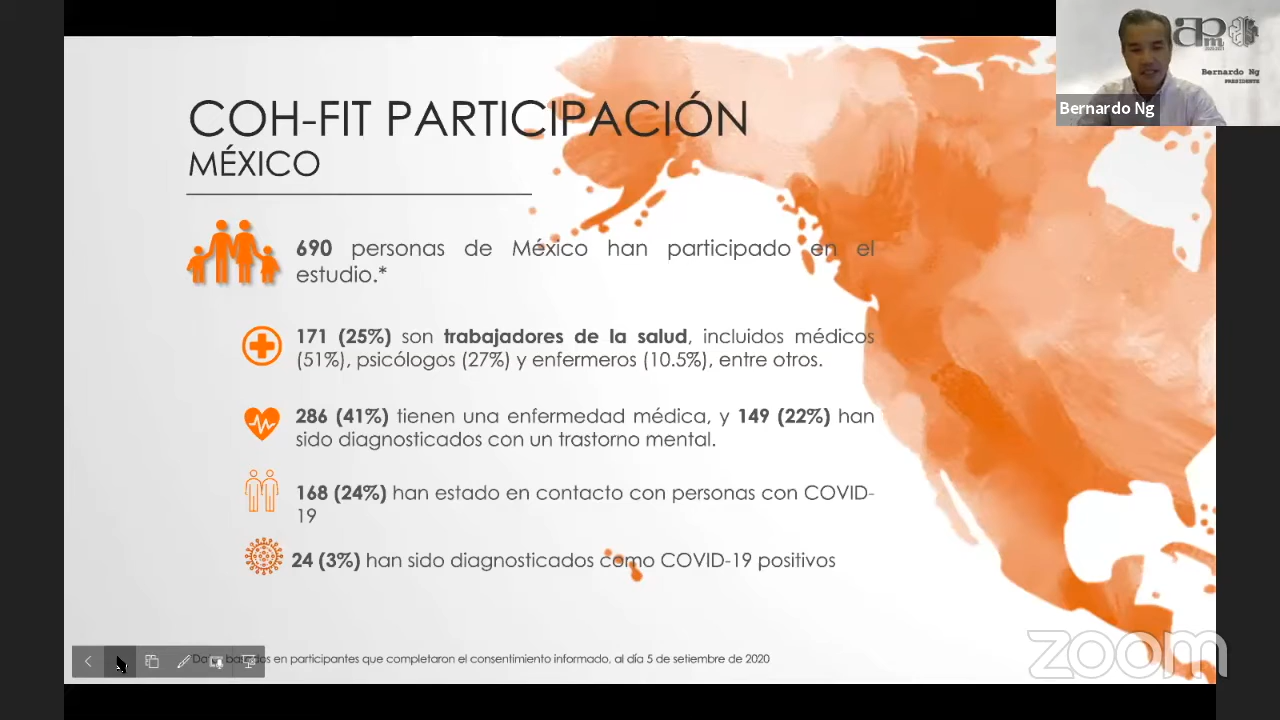 COH-FIT PARTICIPACIÓN
MÉXICO
690 personas de México han participado en el
estudio.*
171 (25%) son trabajadores de la salud, incluidos médicos
(51%), psicólogos (27%) y enfermeros (10.5%), entre otros.
286 (41%) tienen una enfermedad médica, y 149 (22%) han
sido diagnosticados con un trastorno mental.
168 (24%) han estado en contacto con personas con COVID-
19
24 (3%) han sido diagnosticados como COVID-19 positivos
en participantes que completaron el consentimiento informado, al día 5 de setiembre de 2020
apm
Bernardo Ng
PRESIDENTE
Bernardo Ng
zoom